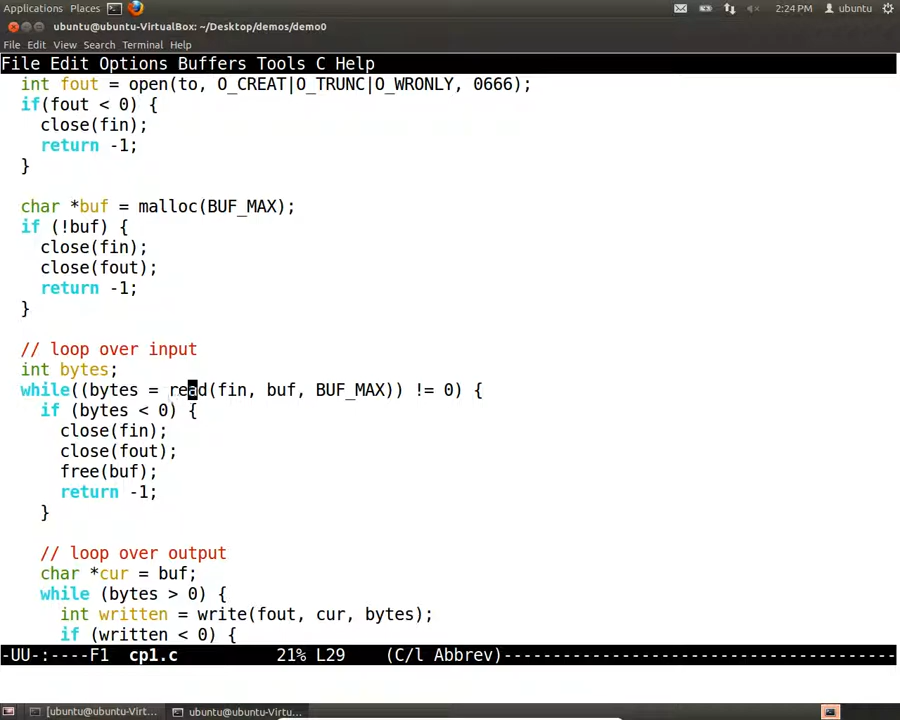 Applications Places 2:24 PM ubuntu
ubuntu@ubuntu-VirtualBox: ~/Desktop/demos/demo0
File Edit View Search Terminal Help
File Edit Options Buffers Tools C Help
int fout = open(to, O_CREAT|O_TRUNC|O_WRONLY, 0666);
if(fout < 0) {
close(fin);
return -1;
}
char *buf = malloc(BUF_MAX);
if (!buf) {
close(fin);
close(fout);
return -1;
}
// loop over input
int bytes;
while((bytes = read(fin, buf, BUF_MAX)) != 0) {
if (bytes < 0) {
close(fin);
close(fout);
free(buf);
return -1;
}
// loop over output
char *cur = buf;
while (bytes > 0) {
int written = write(fout, cur, bytes);
if (written < 0) {
-UU-:----F1 cp1.c 21% L29 (C/l Abbrev)------------------------------------------
[ubuntu@ubuntu-Virt... ubuntu@ubuntu-Virtu...